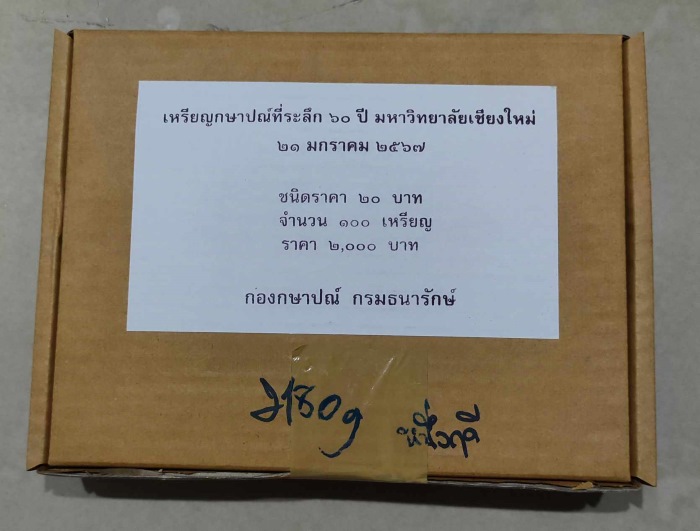 เหรียญกษาปณ์ที่ระลึก ๖๐ ปี มหาวิทยาลัยเชียงใหม่
๒๑ มกราคม ๒๕๖๗
ชนิดราคา ๒๐ บาท
จำนวน ๑๐๐ เหรียญ
ราคา ๒,๐๐๐ บาท
กองกษาปณ์ กรมธนารักษ์